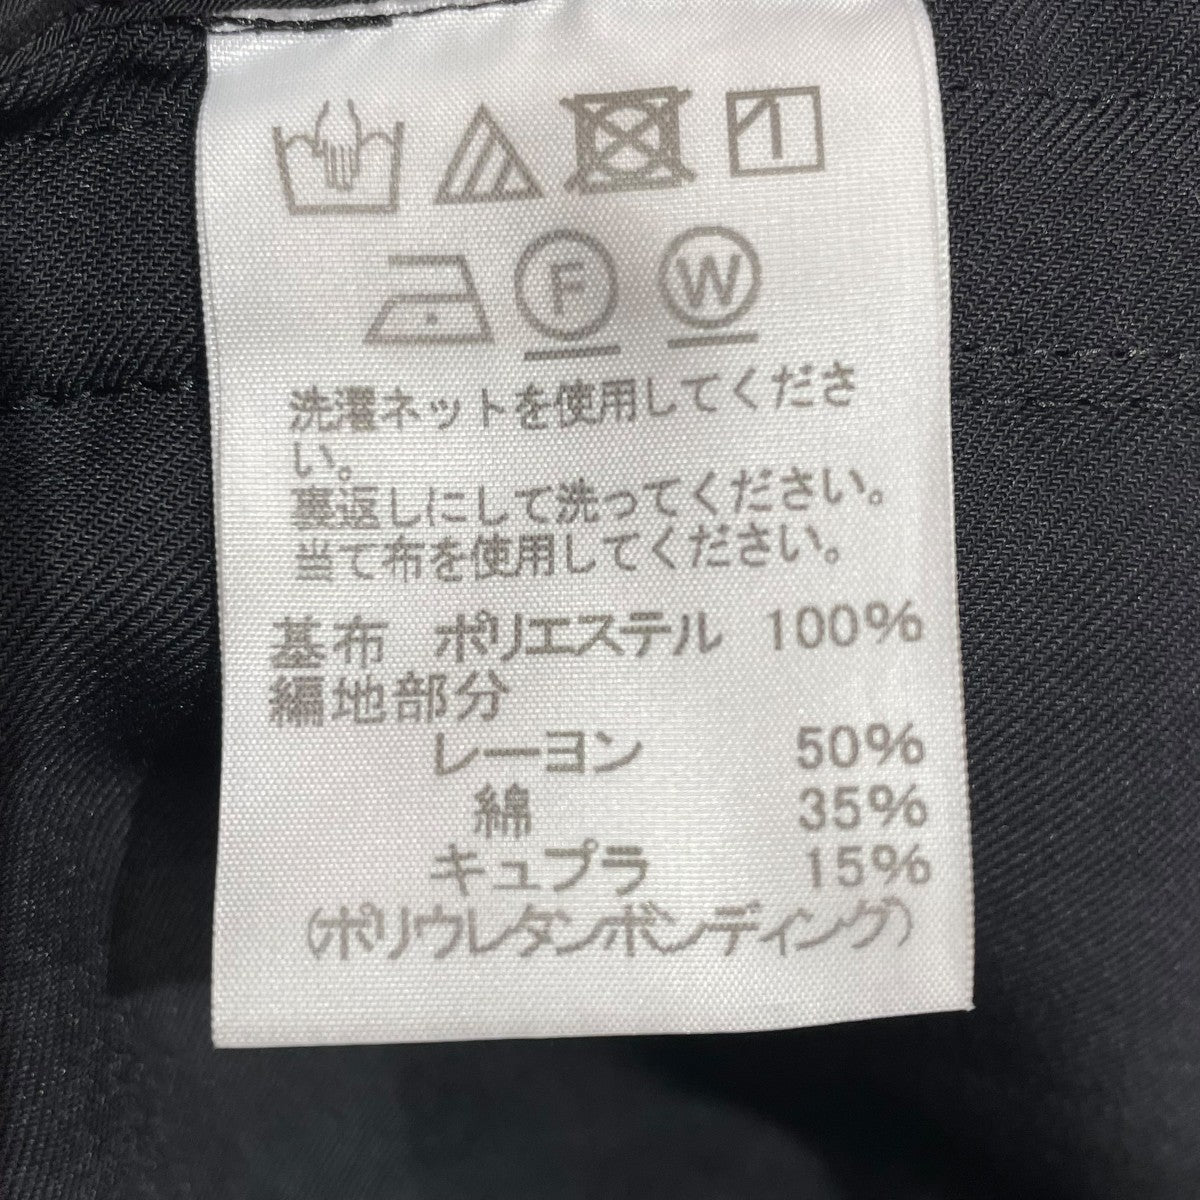 F W
洗濯ネットを使用してくださ
い。
裏返しにして洗ってください。
当て布を使用してください。
基布 ポリエステル 100%
編地部分
レーヨン 50%
綿 35%
キュプラ 15%
(ポリウレタンボンディング)